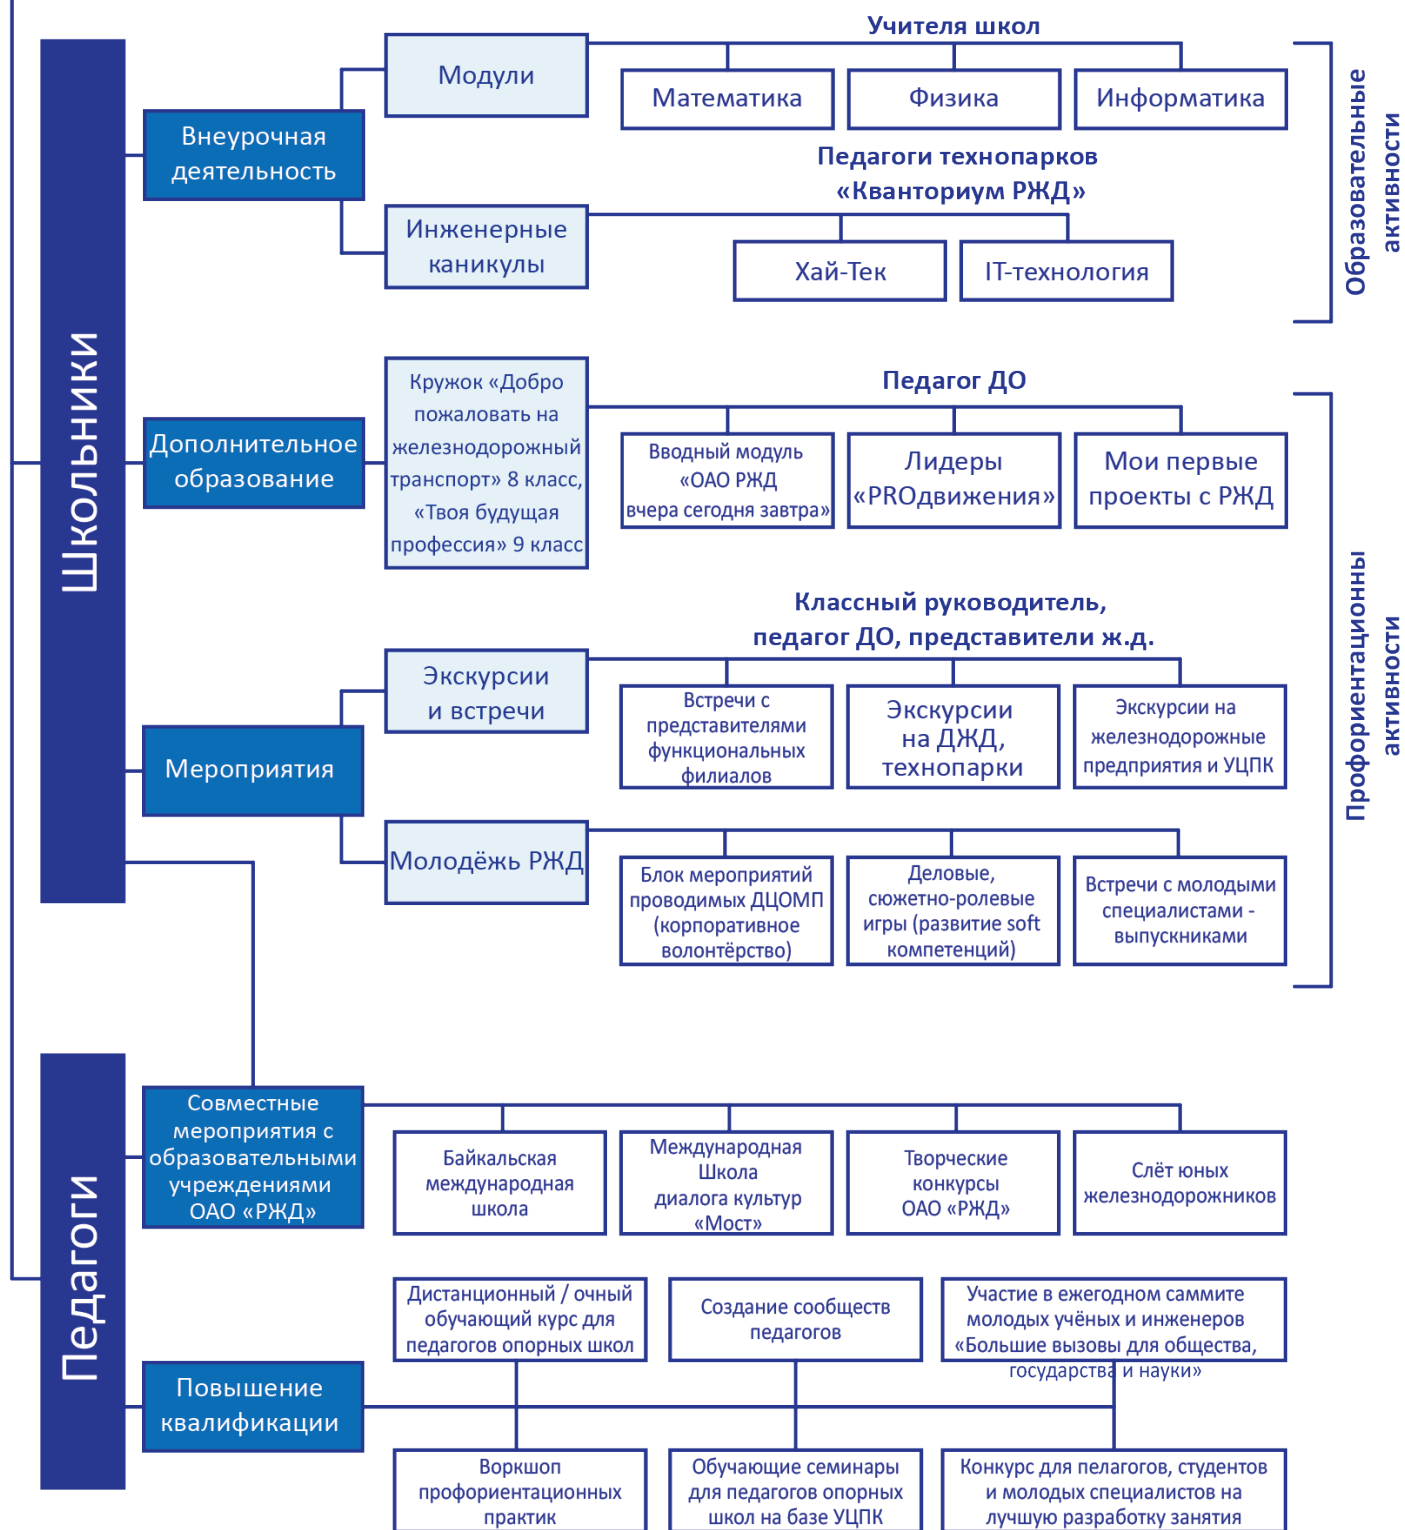 Школьники
Внеурочная
деятельность
Модули
Учителя школ
Математика
Физика
Информатика
Инженерные
каникулы
Педагоги технопарков
«Кванториум РЖД»
Хай-Тек
IT-технология
Образовательные
активности
Дополнительное
образование
Кружок «Добро
пожаловать на
железнодорожный
транспорт» 8 класс,
«Твоя будущая
профессия» 9 класс
Педагог ДО
Вводный модуль
«ОАО РЖД
вчера сегодня завтра»
Лидеры
«PROдвижения»
Мои первые
проекты с РЖД
Мероприятия
Экскурсии
и встречи
Классный руководитель,
педагог ДО, представители ж.д.
Встречи с
представителями
функциональных
филиалов
Экскурсии
на ДЖД,
технопарки
Экскурсии на
железнодорожные
предприятия и УЦПК
Молодёжь РЖД
Блок мероприятий
проводимых ДЦОМП
(корпоративное
волонтёрство)
Деловые,
сюжетно-ролевые
игры (развитие soft
компетенций)
Встречи с молодыми
специалистами -
выпускниками
Профориентационны
активности
Педагоги
Совместные
мероприятия с
образовательными
учреждениями
ОАО «РЖД»
Байкальская
международная
школа
Международная
Школа
диалога культур
«Мост»
Творческие
конкурсы
ОАО «РЖД»
Слёт юных
железнодорожников
Повышение
квалификации
Дистанционный / очный
обучающий курс для
педагогов опорных школ
Создание сообществ
педагогов
Участие в ежегодном саммите
молодых учёных и инженеров
«Большие вызовы для общества,
государства и науки»
Воркшоп
профориентационных
практик
Обучающие семинары
для педагогов опорных
школ на базе УЦПК
Конкурс для пелагогов, студентов
и молодых специалистов на
лучшую разработку занятия